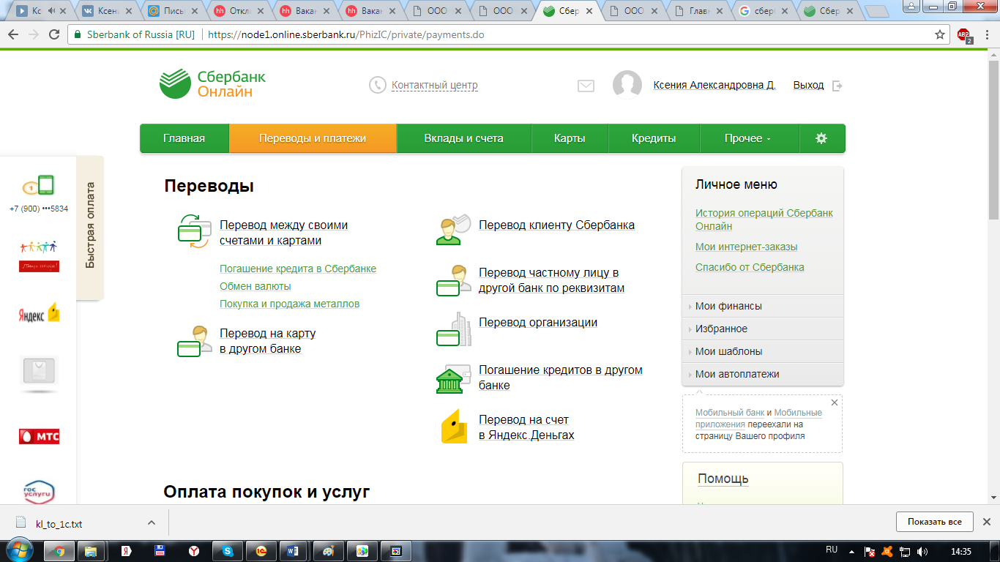 Кс
Ксени
Пись
Откл
Вакан
Вакан
ООО
ООО
Сбер
ООО
Главн
сберl
Сбер
Sberbank of Russia [RU]
https://node1.online.sberbank.ru/PhizIC/private/payments.do
ABP
2
Сбербанк
Онлайн
Контактный центр
Ксения Александровна Д.
Выход
Главная
Переводы и платежи
Вклады и счета
Карты
Кредиты
Прочее
1
+7 (900) •••5834
Яндекс
МТС
гос
услуги
Быстрая оплата
Переводы
Перевод между своими
счетами и картами
Погашение кредита в Сбербанке
Обмен валюты
Покупка и продажа металлов
Перевод на карту
в другом банке
Перевод клиенту Сбербанка
Перевод частному лицу в
другой банк по реквизитам
Перевод организации
Погашение кредитов в другом
банке
Перевод на счет
в Яндекс.Деньгах
Оплата покупок и услуг
Личное меню
История операций Сбербанк
Онлайн
Мои интернет-заказы
Спасибо от Сбербанка
Мои финансы
Избранное
Мои шаблоны
Мои автоплатежи
Мобильный банк и Мобильные
приложения переехали на
страницу Вашего профиля
Помощь
kl_to_1c.txt
Показать все
RU
14:35